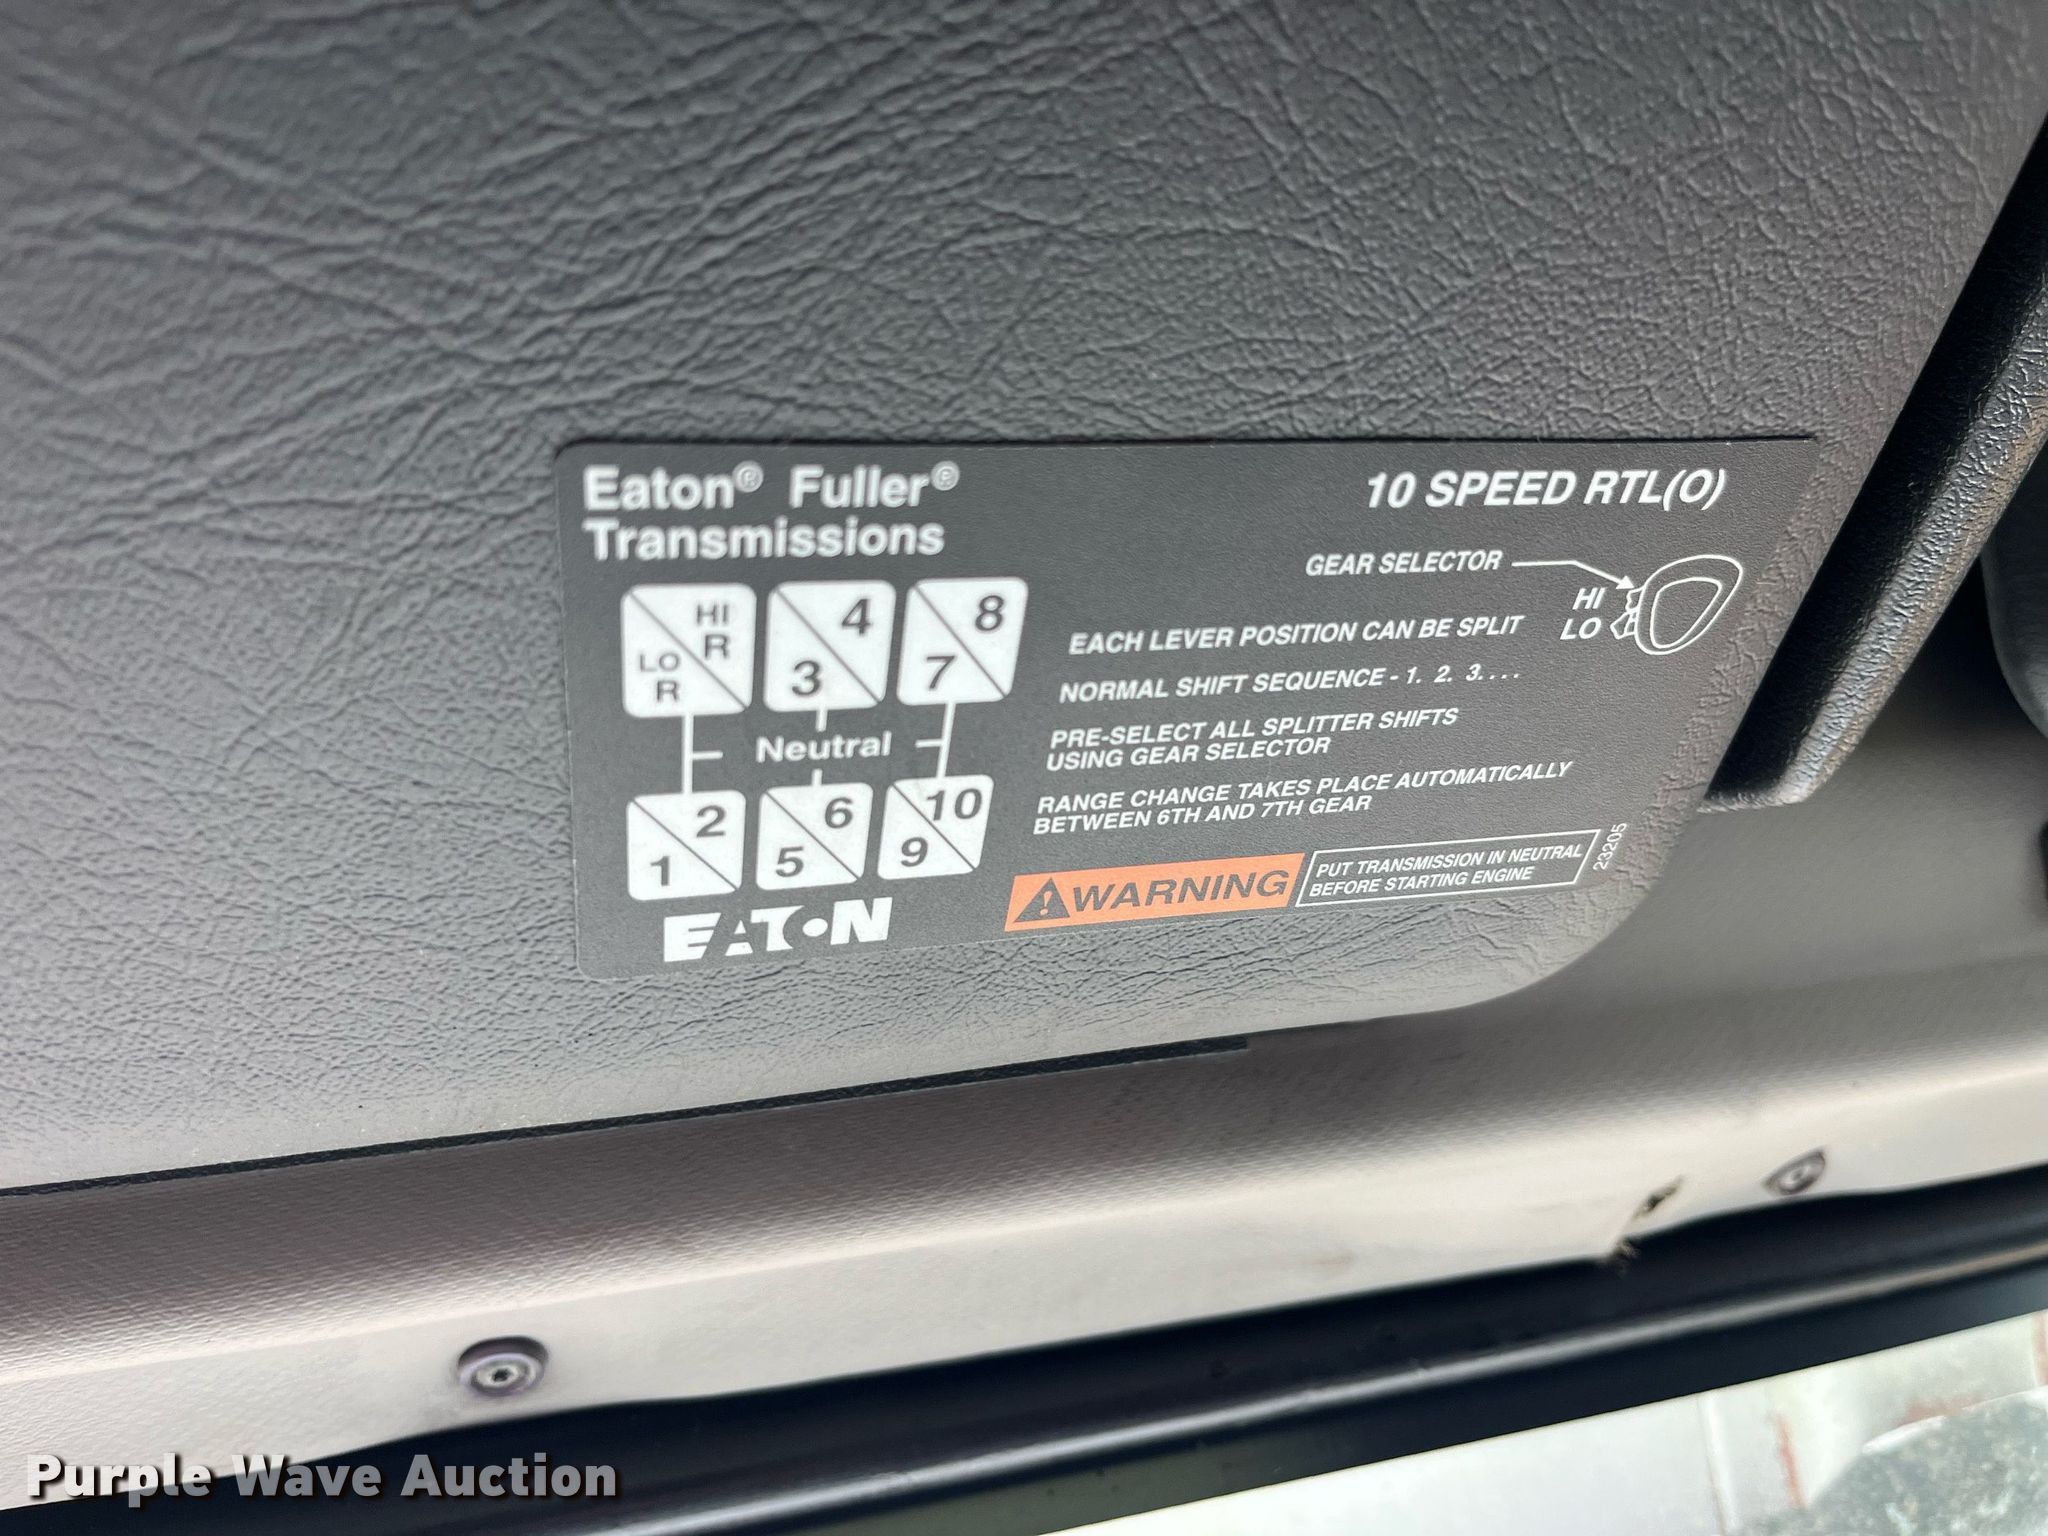 Eaton® Fuller®
Transmissions
10 SPEED RTL(O)
GEAR SELECTOR
HI
LO
HI
R
LO
R
4
3
8
7
Neutral
2
1
6
5
10
9
EATON
EACH LEVER POSITION CAN BE SPLIT
NORMAL SHIFT SEQUENCE - 1. 2. 3. . . .
PRE-SELECT ALL SPLITTER SHIFTS
USING GEAR SELECTOR
RANGE CHANGE TAKES PLACE AUTOMATICALLY
BETWEEN 6TH AND 7TH GEAR
WARNING
PUT TRANSMISSION IN NEUTRAL
BEFORE STARTING ENGINE
23205
Purple Wave Auction